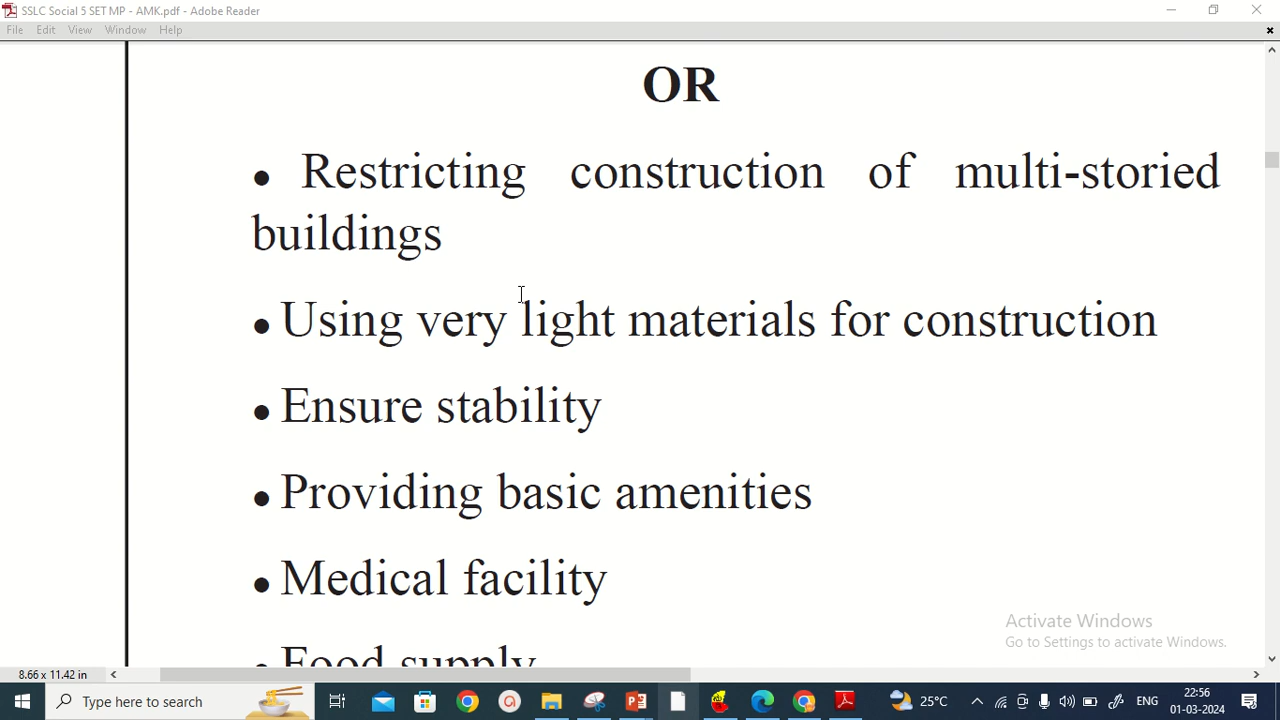 SSLC Social 5 SET MP - AMK.pdf - Adobe Reader
File Edit View Window Help
OR
● Restricting construction of multi-storied
buildings
● Using very light materials for construction
● Ensure stability
● Providing basic amenities
● Medical facility
● Food supply
Activate Windows
Go to Settings to activate Windows.
8.66 x 11.42 in
Type here to search
25°C
ENG
22:56
01-03-2024